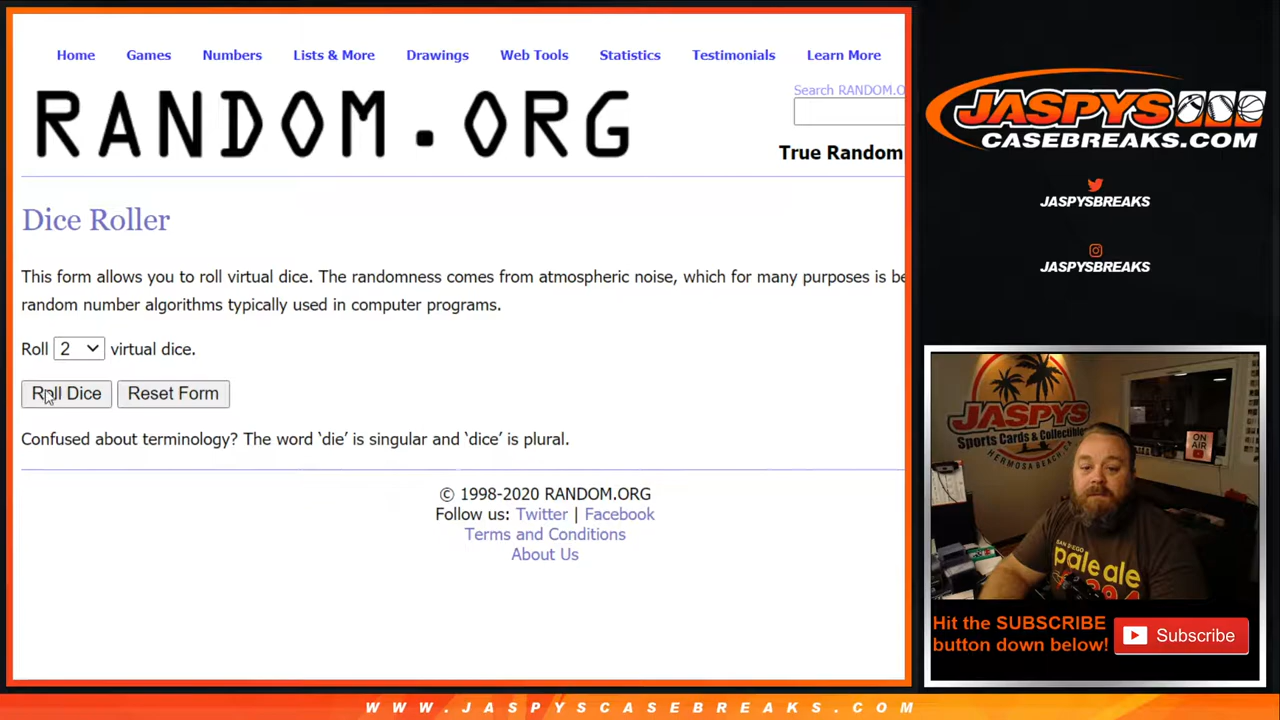 Home Games Numbers Lists & More Drawings Web Tools Statistics Testimonials Learn More
Search RANDOM.O
RANDOM.ORG
True Random
Dice Roller
This form allows you to roll virtual dice. The randomness comes from atmospheric noise, which for many purposes is be
random number algorithms typically used in computer programs.
Roll 2 virtual dice.
Roll Dice Reset Form
Confused about terminology? The word ‘die’ is singular and ‘dice’ is plural.
© 1998-2020 RANDOM.ORG
Follow us: Twitter | Facebook
Terms and Conditions
About Us
JASPYS
CASEBREAKS.COM
JASPYSBREAKS
JASPYSBREAKS
JASPYS
Sports Cards & Collectibles
HERMOSA BEACH, CA
ON
AIR
SAN DIEGO
pale ale
394
Hit the SUBSCRIBE
button down below!
Subscribe
WWW.JASPYSCASEBREAKS.COM